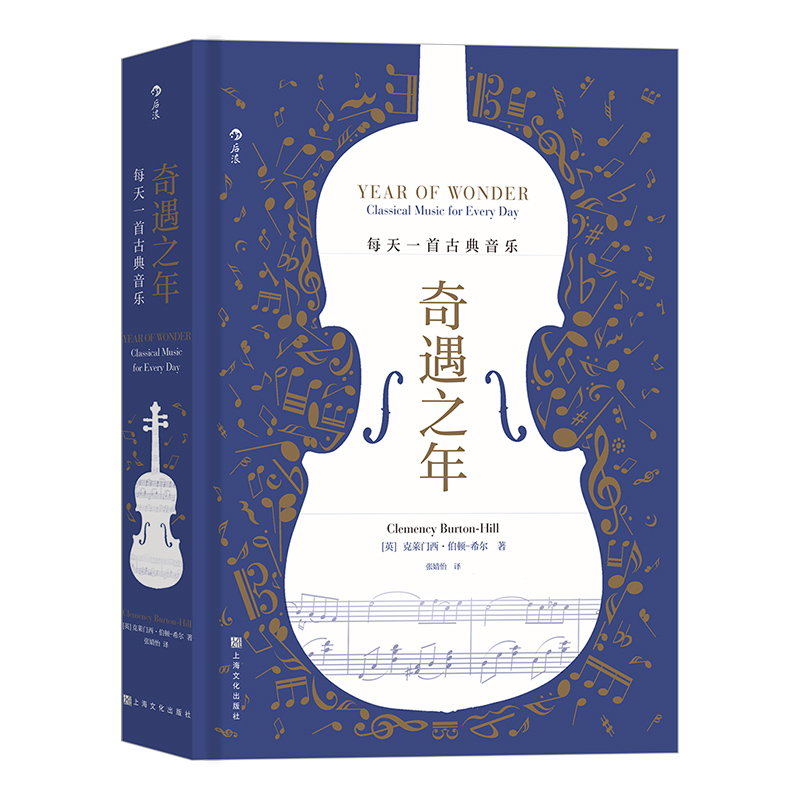 后浪
奇遇之年
每天一首古典音乐
YEAR OF WONDER
Classical Music
for Every Day
Clemency Burton-Hill
[英] 克莱门西·伯顿-希尔 著
张婧怡 译
上海文化出版社
后浪
YEAR OF WONDER
Classical Music for Every Day
每天一首古典音乐
奇遇之年
Clemency Burton-Hill
[英] 克莱门西·伯顿-希尔 著
张婧怡 译
上海文化出版社